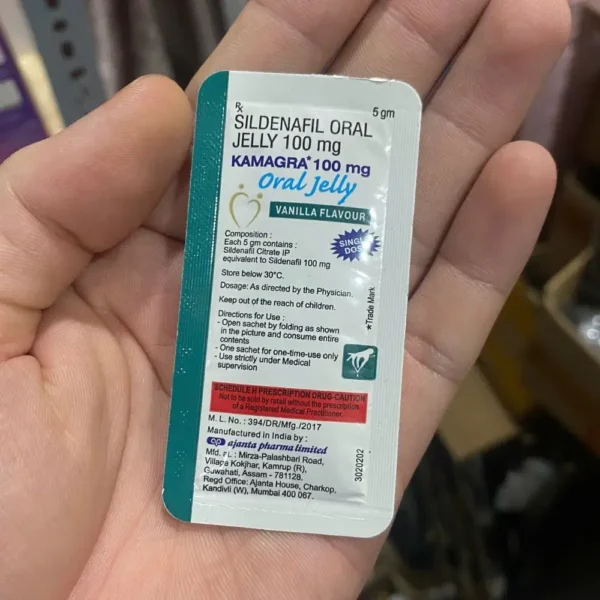 Rx
5 gm
SILDENAFIL ORAL
JELLY 100 mg
KAMAGRA* 100 mg
Oral Jelly
VANILLA FLAVOUR
SINGLE
DOSE
Composition :
Each 5 gm contains :
Sildenafil Citrate IP
equivalent to Sildenafil 100 mg
Store below 30°C.
Dosage: As directed by the Physician.
Keep out of the reach of children.
Directions for Use :
- Open sachet by folding as shown
in the picture and consume entire
contents
- One sachet for one-time-use only
- Use strictly under Medical
supervision
*Trade Mark
SCHEDULE H PRESCRIPTION DRUG-CAUTION
Not to be sold by retail without the prescription
of a Registered Medical Practitioner.
M. L. No. : 394/DR/Mfg./2017
Manufactured in India by :
ap ajanta pharma limited
Mfd. at : Mirza-Palashbari Road,
Village Kokjhar, Kamrup (R),
Guwahati, Assam - 781128.
Regd Office: Ajanta House, Charkop,
Kandivli (W), Mumbai 400 067.
3020202